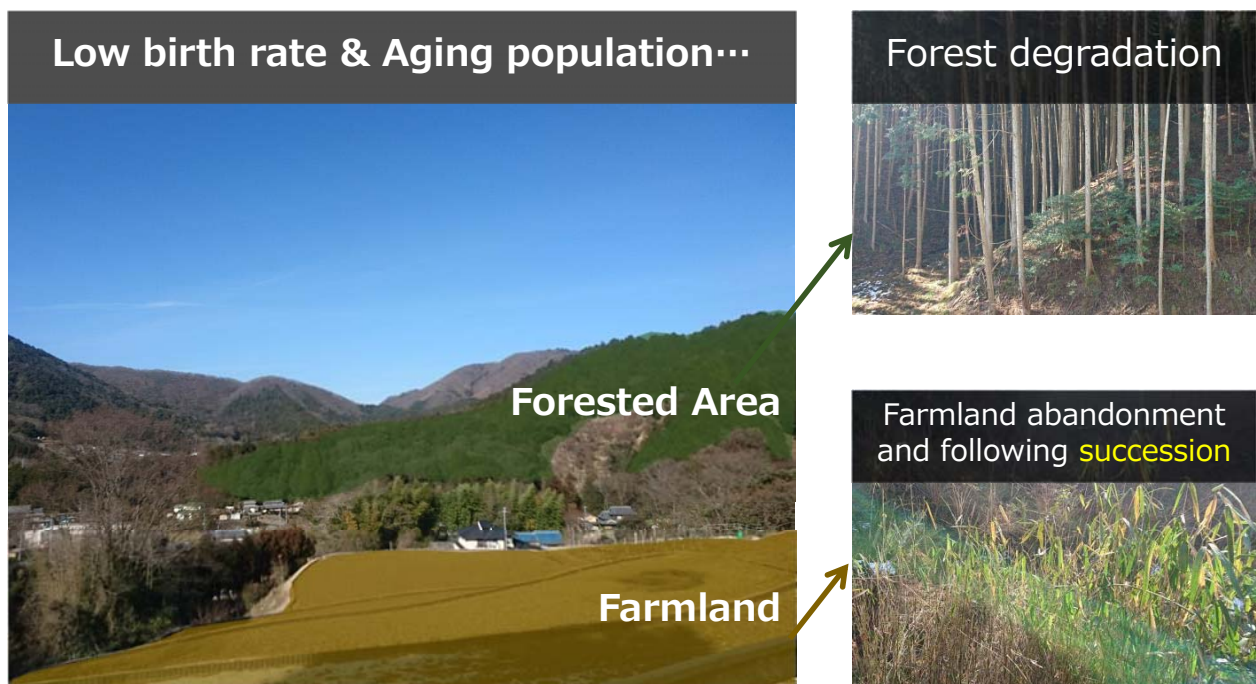 Low birth rate & Aging population…
Forest degradation
Forested Area
Farmland
Farmland abandonment
and following succession